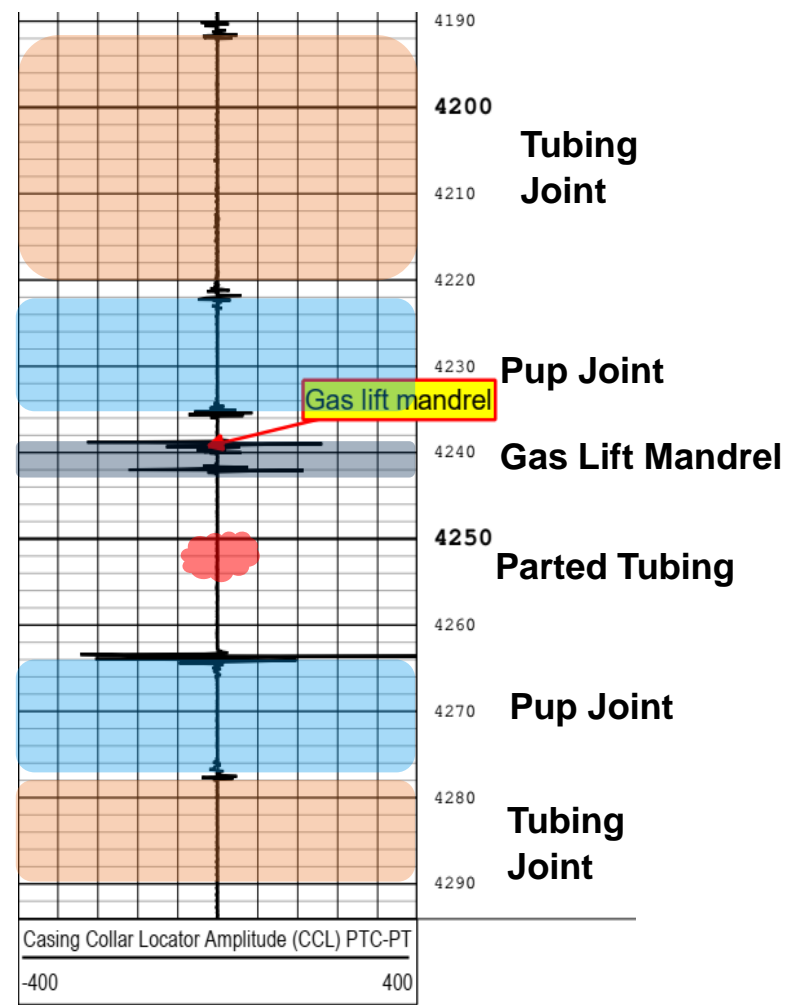 4190
4200
Tubing
Joint
4210
4220
4230
Pup Joint
Gas lift mandrel
4240
Gas Lift Mandrel
4250
Parted Tubing
4260
4270
Pup Joint
4280
Tubing
Joint
4290
Casing Collar Locator Amplitude (CCL) PTC-PT
-400 400